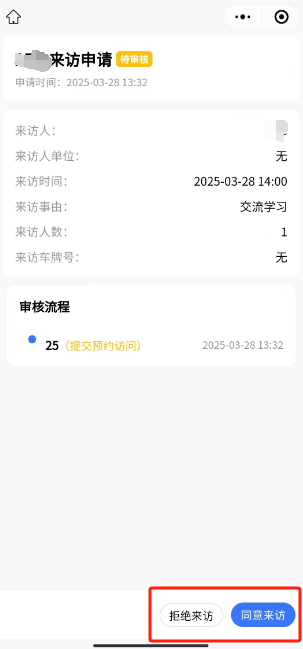 来访申请 待审核
申请时间：2025-03-28 13:32
来访人：
来访人单位： 无
来访时间： 2025-03-28 14:00
来访事由： 交流学习
来访人数： 1
来访车牌号： 无
审核流程
25（提交预约访问） 2025-03-28 13:32
拒绝来访 同意来访